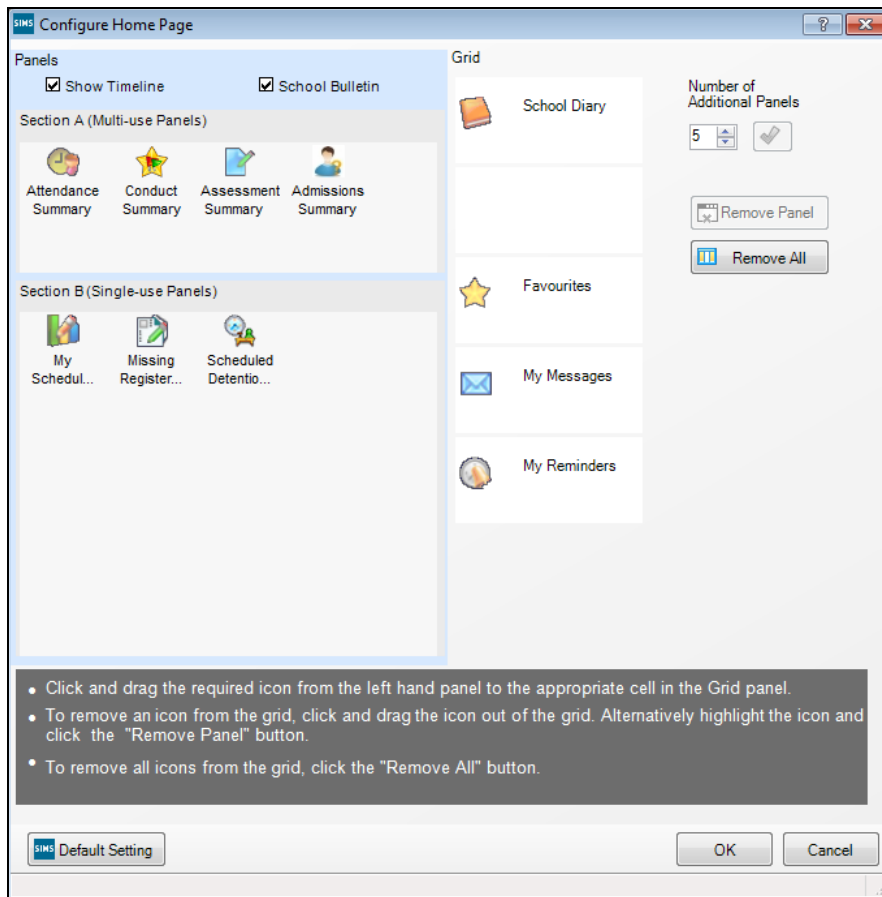 SIMS Configure Home Page
Panels
Show Timeline
School Bulletin
Section A (Multi-use Panels)
Attendance Summary
Conduct Summary
Assessment Summary
Admissions Summary
Section B (Single-use Panels)
My Schedul...
Missing Register...
Scheduled Detentio...
Grid
School Diary
Favourites
My Messages
My Reminders
Number of
Additional Panels
5
Remove Panel
Remove All
• Click and drag the required icon from the left hand panel to the appropriate cell in the Grid panel.
• To remove an icon from the grid, click and drag the icon out of the grid. Alternatively highlight the icon and
click the "Remove Panel" button.
• To remove all icons from the grid, click the "Remove All" button.
SIMS Default Setting
OK
Cancel